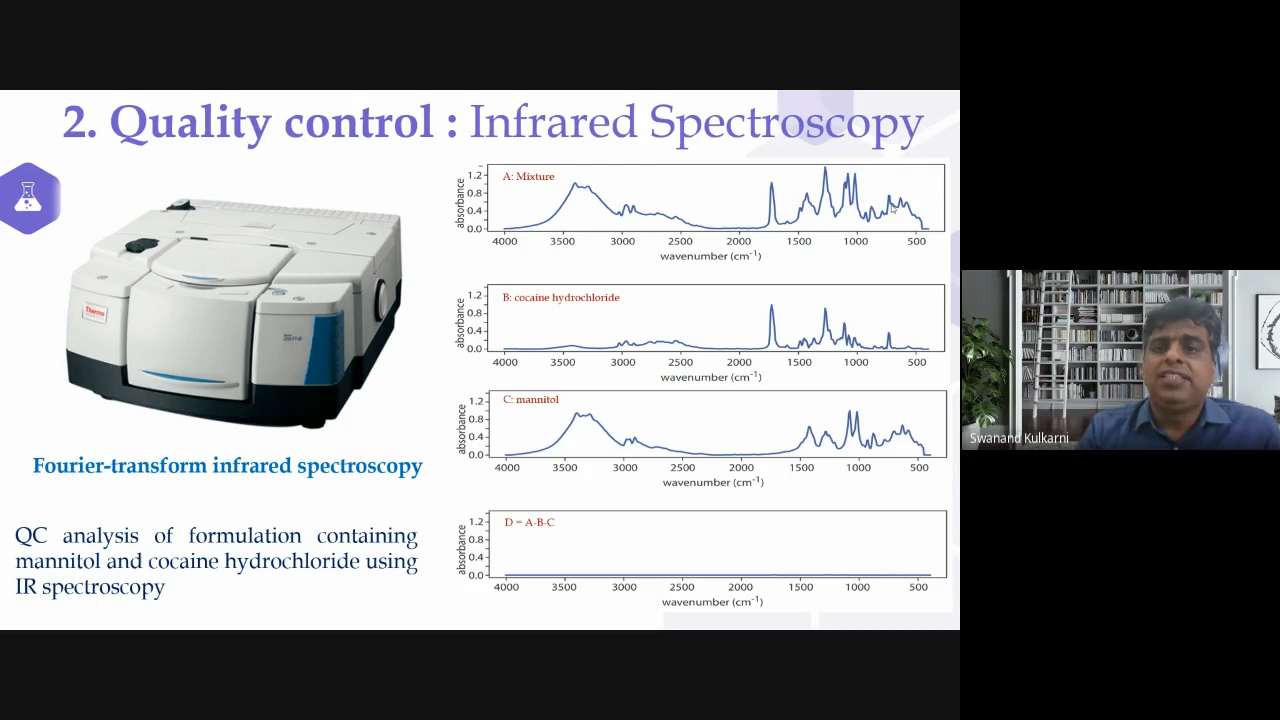 2. Quality control : Infrared Spectroscopy
Thermo
Fourier-transform infrared spectroscopy
QC analysis of formulation containing
mannitol and cocaine hydrochloride using
IR spectroscopy
A: Mixture
absorbance
1.2
0.8
0.4
0.0
4000 3500 3000 2500 2000 1500 1000 500
wavenumber (cm⁻¹)
B: cocaine hydrochloride
absorbance
1.2
0.8
0.4
0.0
4000 3500 3000 2500 2000 1500 1000 500
wavenumber (cm⁻¹)
C: mannitol
absorbance
1.2
0.8
0.4
0.0
4000 3500 3000 2500 2000 1500 1000 500
wavenumber (cm⁻¹)
D = A-B-C
absorbance
1.2
0.8
0.4
0.0
4000 3500 3000 2500 2000 1500 1000 500
wavenumber (cm⁻¹)
Swanand Kulkarni